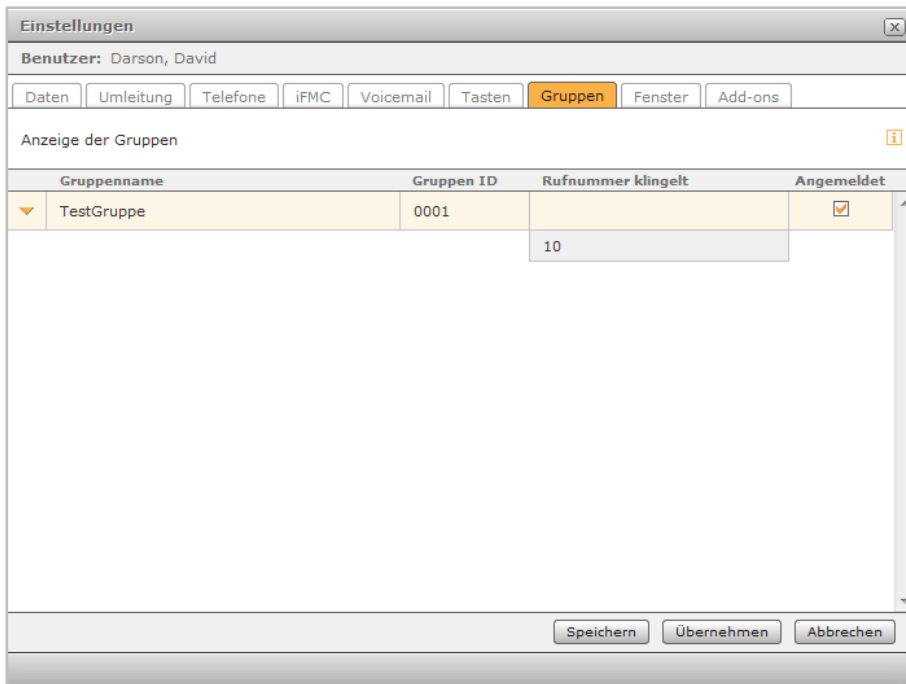 Einstellungen
Benutzer: Darson, David
Daten Umleitung Telefone iFMC Voicemail Tasten Gruppen Fenster Add-ons
Anzeige der Gruppen
Gruppenname Gruppen ID Rufnummer klingelt Angemeldet
TestGruppe 0001
10
Speichern Übernehmen Abbrechen